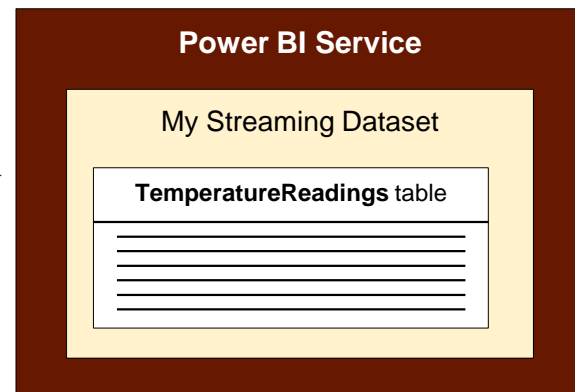 Power BI Service
My Streaming Dataset
TemperatureReadings table